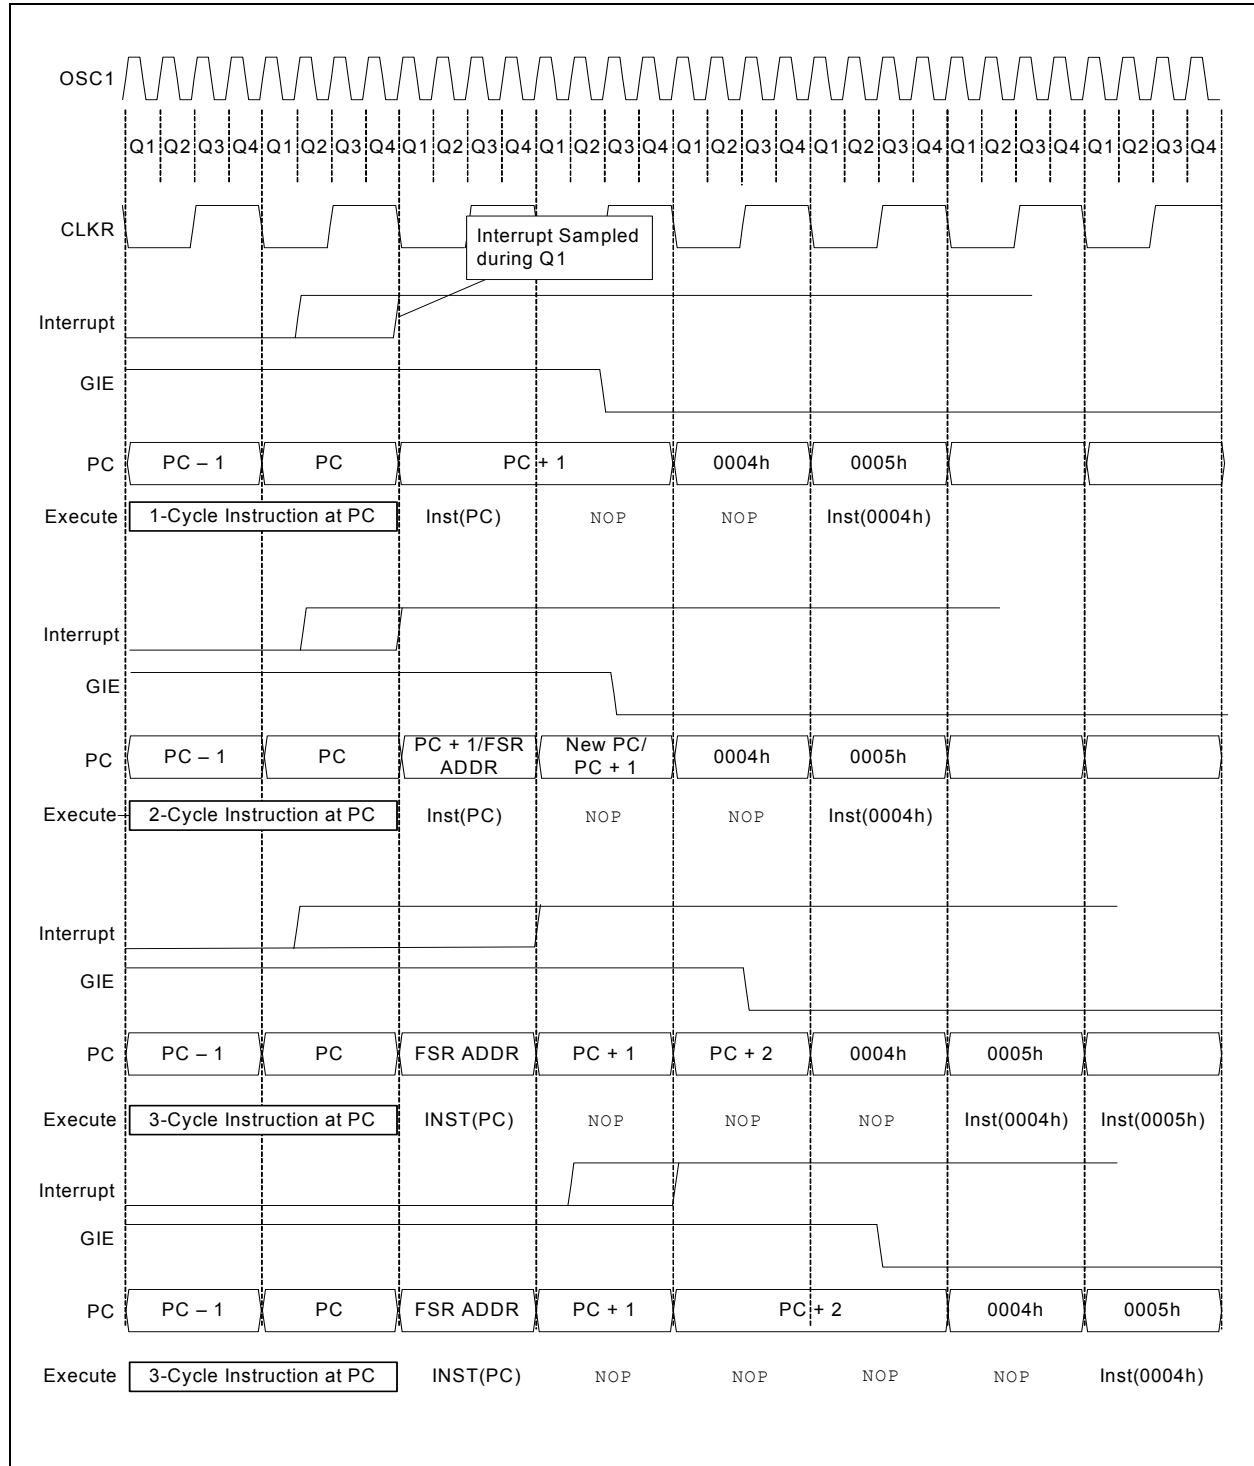 OSC1
Q1 Q2 Q3 Q4 Q1 Q2 Q3 Q4 Q1 Q2 Q3 Q4 Q1 Q2 Q3 Q4 Q1 Q2 Q3 Q4 Q1 Q2 Q3 Q4 Q1 Q2 Q3 Q4 Q1 Q2 Q3 Q4
CLKR
Interrupt Sampled
during Q1
Interrupt
GIE
PC PC – 1 PC PC + 1 0004h 0005h
Execute 1-Cycle Instruction at PC Inst(PC) NOP NOP Inst(0004h)
Interrupt
GIE
PC PC – 1 PC PC + 1/FSR ADDR New PC/ PC + 1 0004h 0005h
Execute 2-Cycle Instruction at PC Inst(PC) NOP NOP Inst(0004h)
Interrupt
GIE
PC PC – 1 PC FSR ADDR PC + 1 PC + 2 0004h 0005h
Execute 3-Cycle Instruction at PC INST(PC) NOP NOP NOP Inst(0004h) Inst(0005h)
Interrupt
GIE
PC PC – 1 PC FSR ADDR PC + 1 PC + 2 0004h 0005h
Execute 3-Cycle Instruction at PC INST(PC) NOP NOP NOP NOP Inst(0004h)